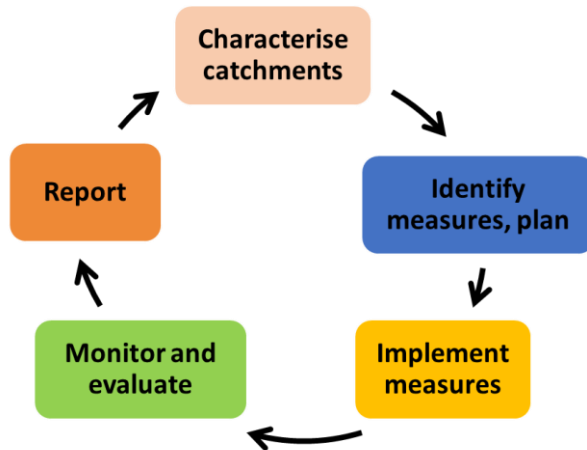 Characterise
catchments
Identify
measures, plan
Implement
measures
Monitor and
evaluate
Report